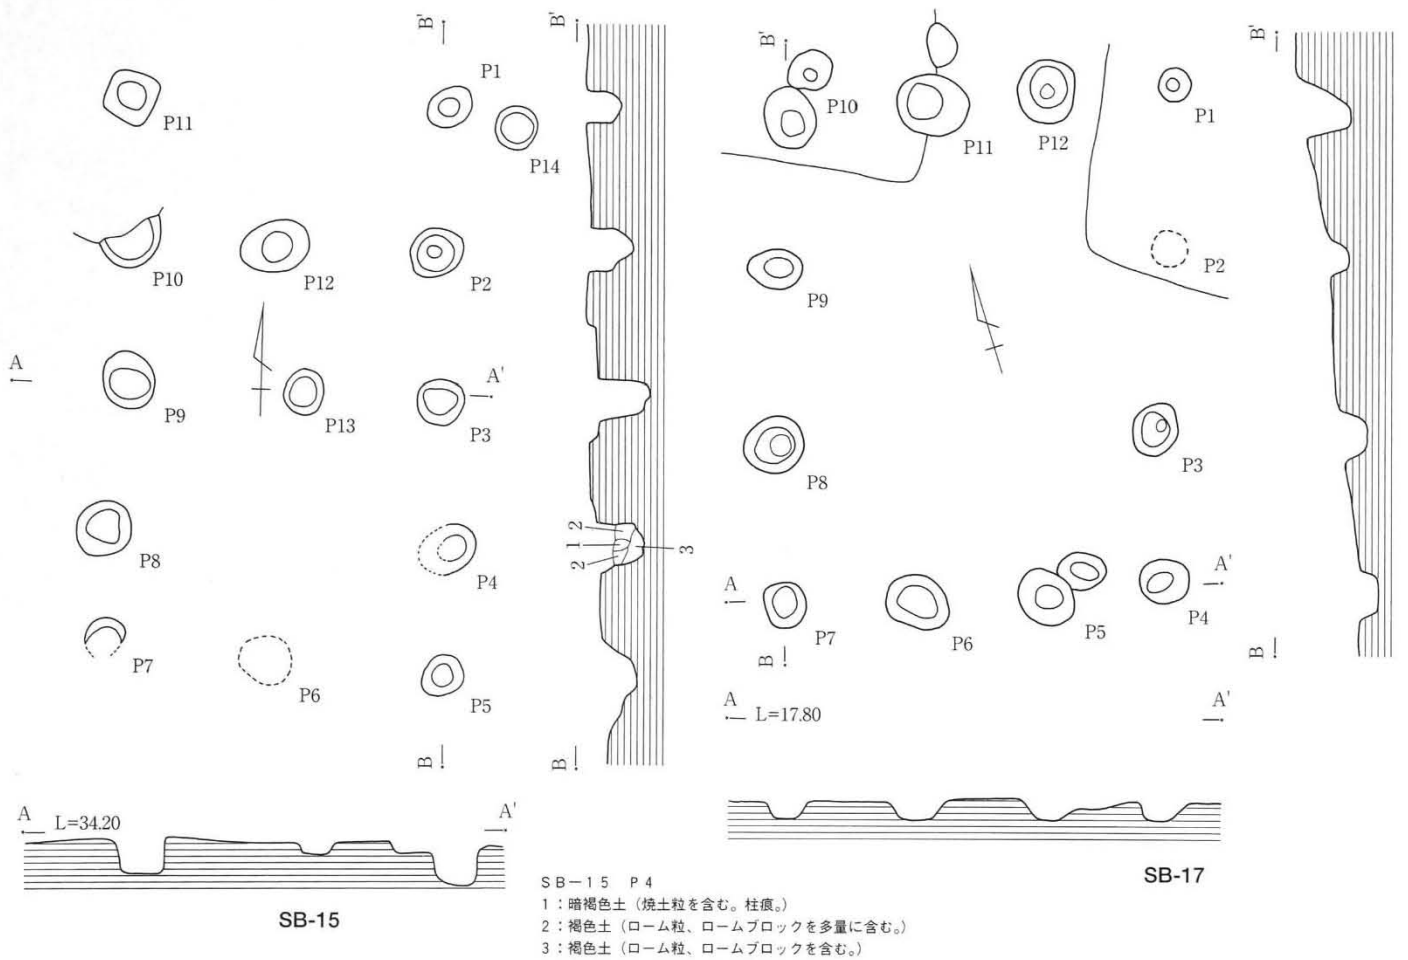 B'
B'
P1
P11
P14
P10
P12
P2
A
A'
P9
P13
P3
P8
P4
2
1
2
3
P7
P6
P5
B
B
A
L=34.20
A'
SB-15
B'
B'
P10
P11
P12
P1
P9
P2
P8
P3
A
A'
P7
P6
P5
P4
B
B
A
L=17.80
A'
SB-17
SB-15 P4
1:暗褐色土(焼土粒を含む。柱痕。)
2:褐色土(ローム粒、ロームブロックを多量に含む。)
3:褐色土(ローム粒、ロームブロックを含む。)